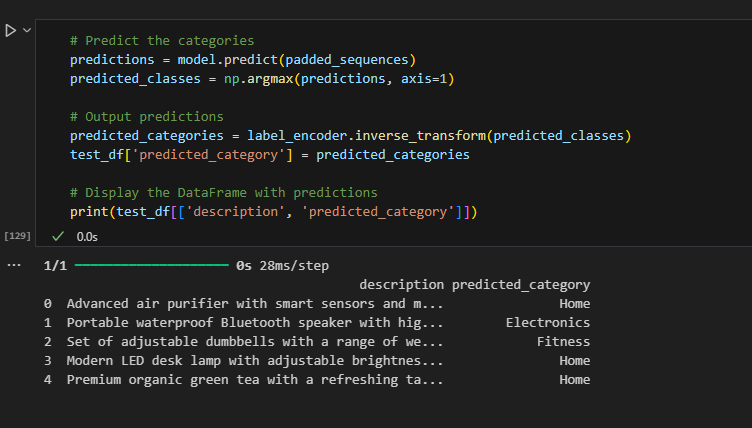 # Predict the categories
predictions = model.predict(padded_sequences)
predicted_classes = np.argmax(predictions, axis=1)
# Output predictions
predicted_categories = label_encoder.inverse_transform(predicted_classes)
test_df['predicted_category'] = predicted_categories
# Display the DataFrame with predictions
print(test_df[['description', 'predicted_category']])
[129] 0.0s
1/1 0s 28ms/step
description predicted_category
0 Advanced air purifier with smart sensors and m... Home
1 Portable waterproof Bluetooth speaker with hig... Electronics
2 Set of adjustable dumbbells with a range of we... Fitness
3 Modern LED desk lamp with adjustable brightnes... Home
4 Premium organic green tea with a refreshing ta... Home